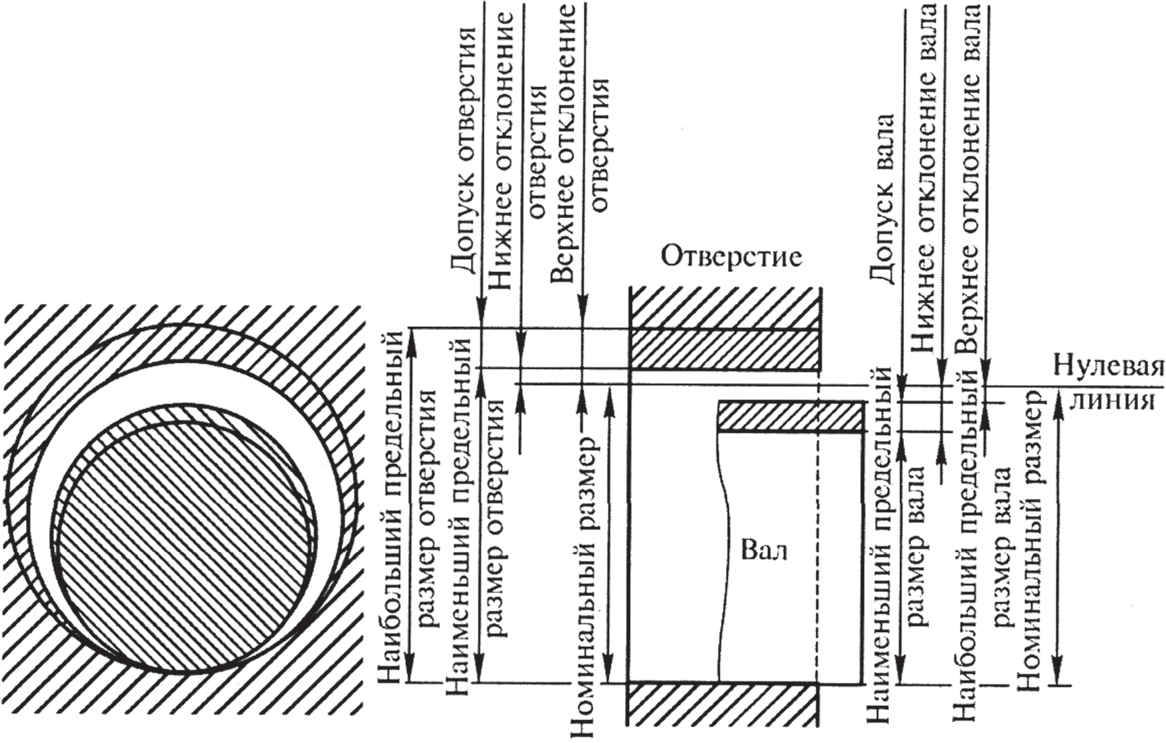 Допуск отверстия
Нижнее отклонение
отверстия
Верхнее отклонение
отверстия
Отверстие
Допуск вала
Нижнее отклонение вала
Верхнее отклонение вала
Нулевая
линия
Наибольший предельный
размер отверстия
Наименьший предельный
размер отверстия
Номинальный размер
Вал
Наименьший предельный
размер вала
Наибольший предельный
размер вала
Номинальный размер